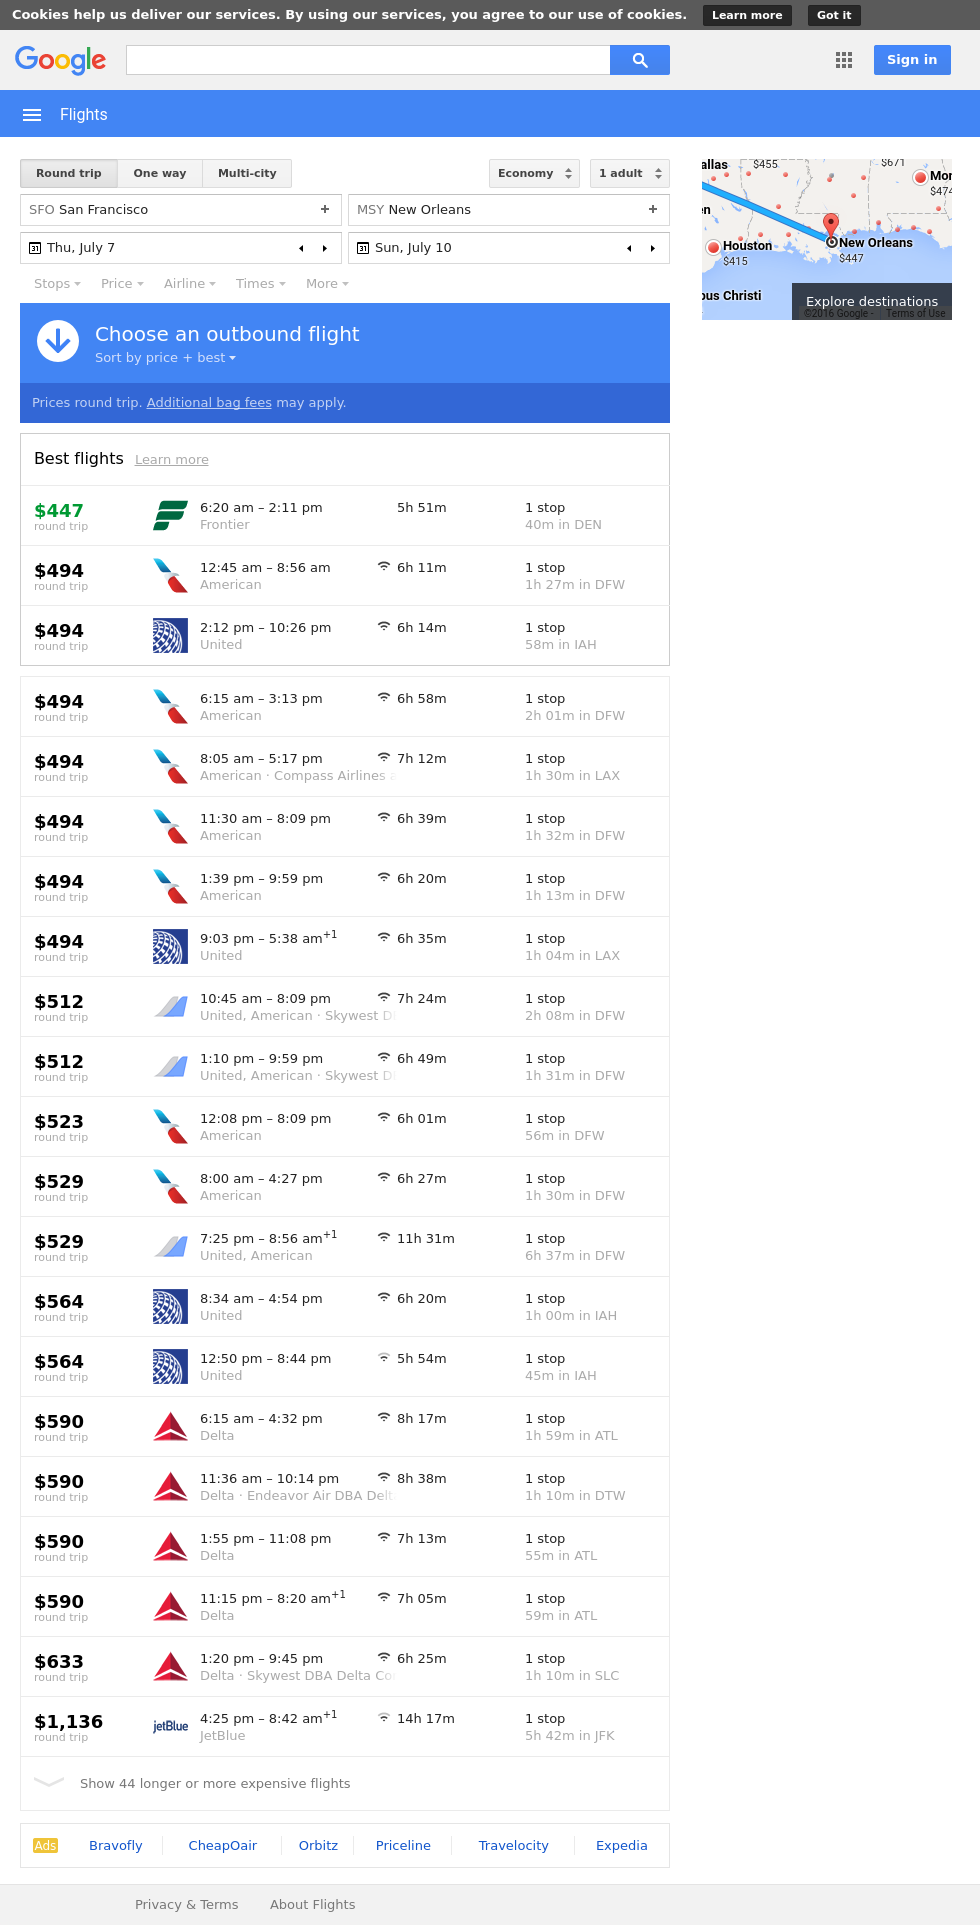 Cookies help us deliver our services. By using our services, you agree to our use of cookies. Learn more Got it
Google Sign in
Flights
Round trip One way Multi-city Economy 1 adult
SFO San Francisco + MSY New Orleans +
31 Thu, July 7 31 Sun, July 10
Stops Price Airline Times More
Choose an outbound flight
Sort by price + best
Prices round trip. Additional bag fees may apply.
allas $455 $671
Mor
$474
en
Houston
$415
New Orleans
$447
pus Christi
Explore destinations
©2016 Google - Terms of Use
Best flights Learn more
$447 6:20 am – 2:11 pm 5h 51m 1 stop
round trip Frontier 40m in DEN
$494 12:45 am – 8:56 am 6h 11m 1 stop
round trip American 1h 27m in DFW
$494 2:12 pm – 10:26 pm 6h 14m 1 stop
round trip United 58m in IAH
$494 6:15 am – 3:13 pm 6h 58m 1 stop
round trip American 2h 01m in DFW
$494 8:05 am – 5:17 pm 7h 12m 1 stop
round trip American · Compass Airlines a 1h 30m in LAX
$494 11:30 am – 8:09 pm 6h 39m 1 stop
round trip American 1h 32m in DFW
$494 1:39 pm – 9:59 pm 6h 20m 1 stop
round trip American 1h 13m in DFW
$494 9:03 pm – 5:38 am+1 6h 35m 1 stop
round trip United 1h 04m in LAX
$512 10:45 am – 8:09 pm 7h 24m 1 stop
round trip United, American · Skywest D 2h 08m in DFW
$512 1:10 pm – 9:59 pm 6h 49m 1 stop
round trip United, American · Skywest D 1h 31m in DFW
$523 12:08 pm – 8:09 pm 6h 01m 1 stop
round trip American 56m in DFW
$529 8:00 am – 4:27 pm 6h 27m 1 stop
round trip American 1h 30m in DFW
$529 7:25 pm – 8:56 am+1 11h 31m 1 stop
round trip United, American 6h 37m in DFW
$564 8:34 am – 4:54 pm 6h 20m 1 stop
round trip United 1h 00m in IAH
$564 12:50 pm – 8:44 pm 5h 54m 1 stop
round trip United 45m in IAH
$590 6:15 am – 4:32 pm 8h 17m 1 stop
round trip Delta 1h 59m in ATL
$590 11:36 am – 10:14 pm 8h 38m 1 stop
round trip Delta · Endeavor Air DBA Delt 1h 10m in DTW
$590 1:55 pm – 11:08 pm 7h 13m 1 stop
round trip Delta 55m in ATL
$590 11:15 pm – 8:20 am+1 7h 05m 1 stop
round trip Delta 59m in ATL
$633 1:20 pm – 9:45 pm 6h 25m 1 stop
round trip Delta · Skywest DBA Delta Co 1h 10m in SLC
$1,136 jetBlue 4:25 pm – 8:42 am+1 14h 17m 1 stop
round trip JetBlue 5h 42m in JFK
Show 44 longer or more expensive flights
Ads Bravofly CheapOair Orbitz Priceline Travelocity Expedia
Privacy & Terms About Flights